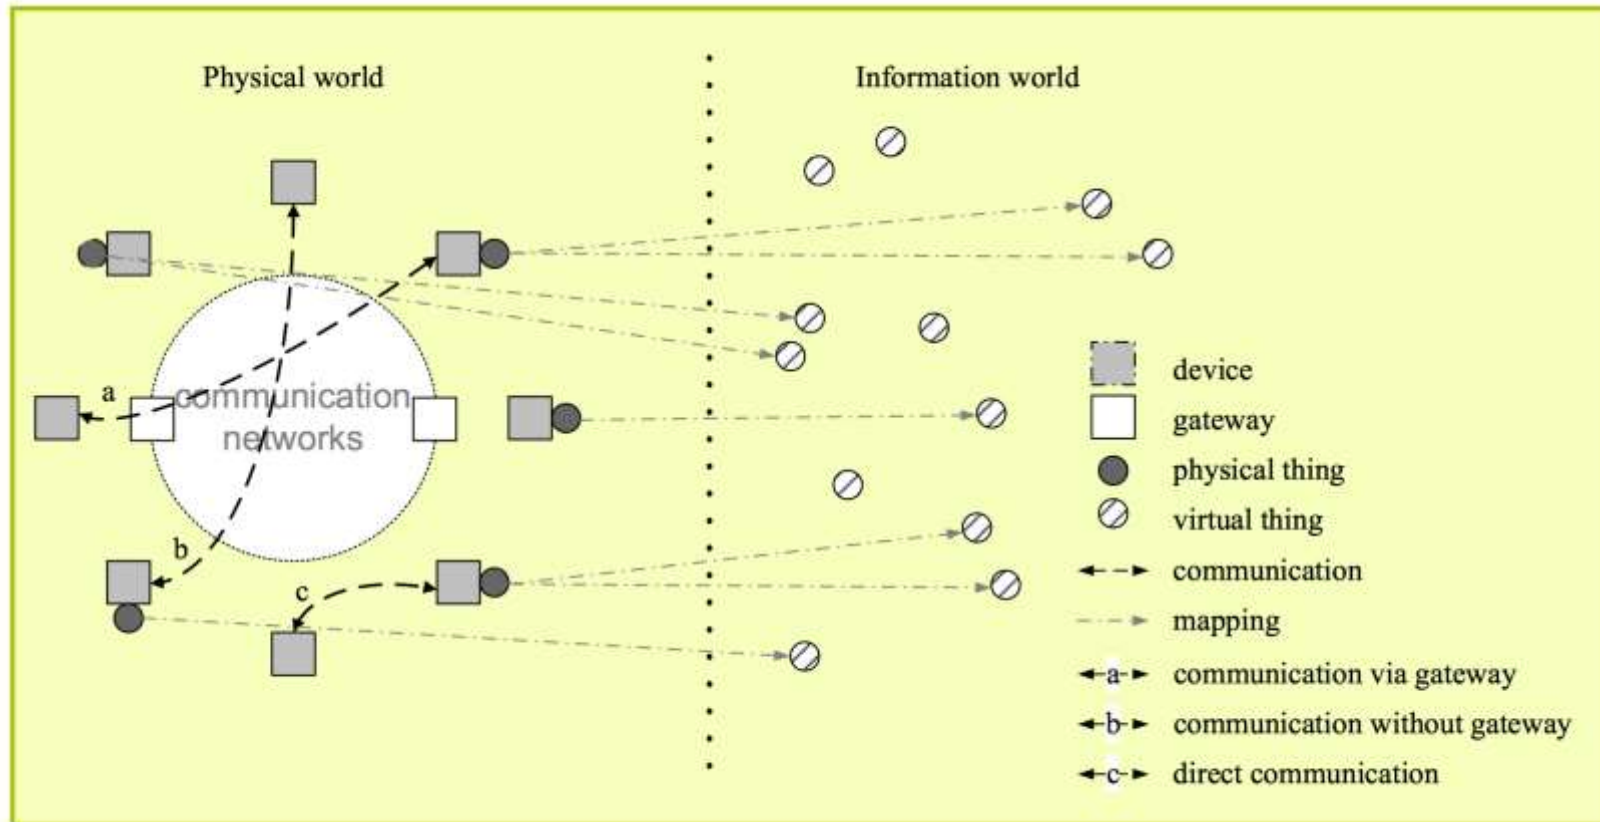 Physical world
Information world
a
communication
networks
b
c
device
gateway
physical thing
virtual thing
communication
mapping
a communication via gateway
b communication without gateway
c direct communication